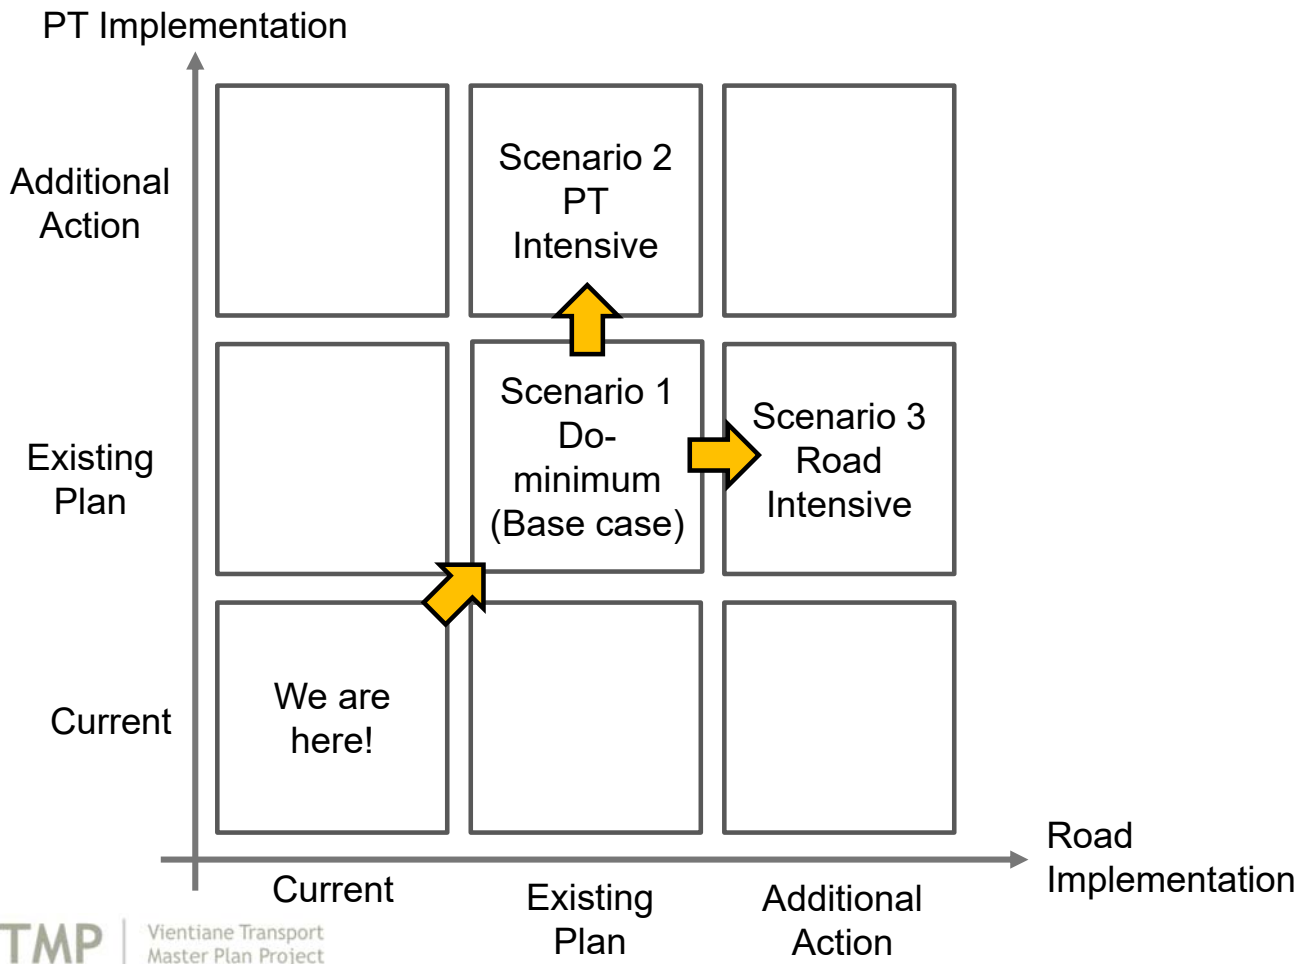 PT Implementation
Additional
Action
Scenario 2
PT
Intensive
Existing
Plan
Scenario 1
Do-
minimum
(Base case)
Scenario 3
Road
Intensive
Current
We are
here!
Road
Implementation
Current
Existing
Plan
Additional
Action
TMP
Vientiane Transport
Master Plan Project